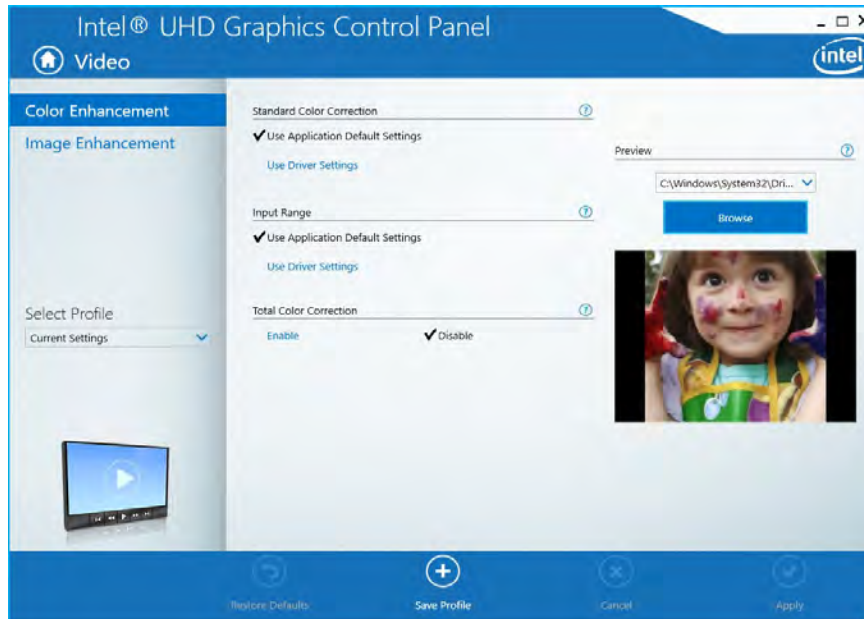 Intel® UHD Graphics Control Panel
Video
intel
Color Enhancement
Image Enhancement
Select Profile
Current Settings
Standard Color Correction
✔Use Application Default Settings
Use Driver Settings
Input Range
✔Use Application Default Settings
Use Driver Settings
Total Color Correction
Enable ✔Disable
Preview
C:\Windows\System32\Dri...
Browse
Restore Defaults
Save Profile
Cancel
Apply